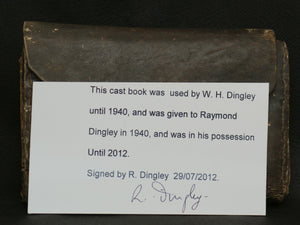 This cast book was used by W. H. Dingley
until 1940, and was given to Raymond
Dingley in 1940, and was in his possession
Until 2012.
Signed by R. Dingley 29/07/2012.
R. Dingley